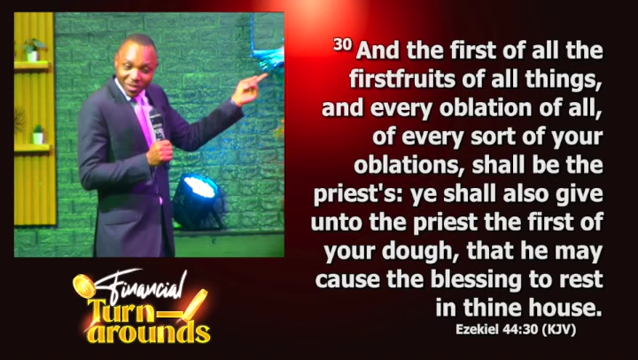 30 And the first of all the
firstfruits of all things,
and every oblation of all,
of every sort of your
oblations, shall be the
priest's: ye shall also give
unto the priest the first of
your dough, that he may
cause the blessing to rest
in thine house.
Ezekiel 44:30 (KJV)
Financial
Turn
arounds